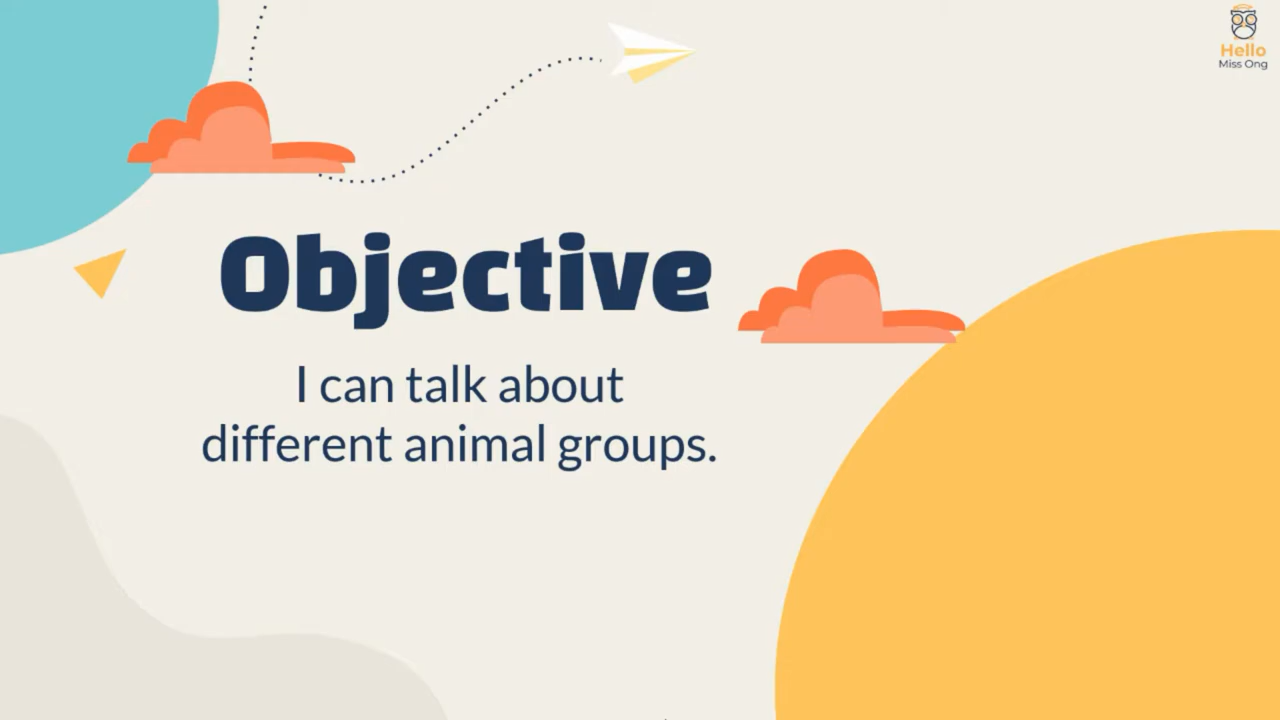 Hello
Miss Ong
Objective
I can talk about
different animal groups.